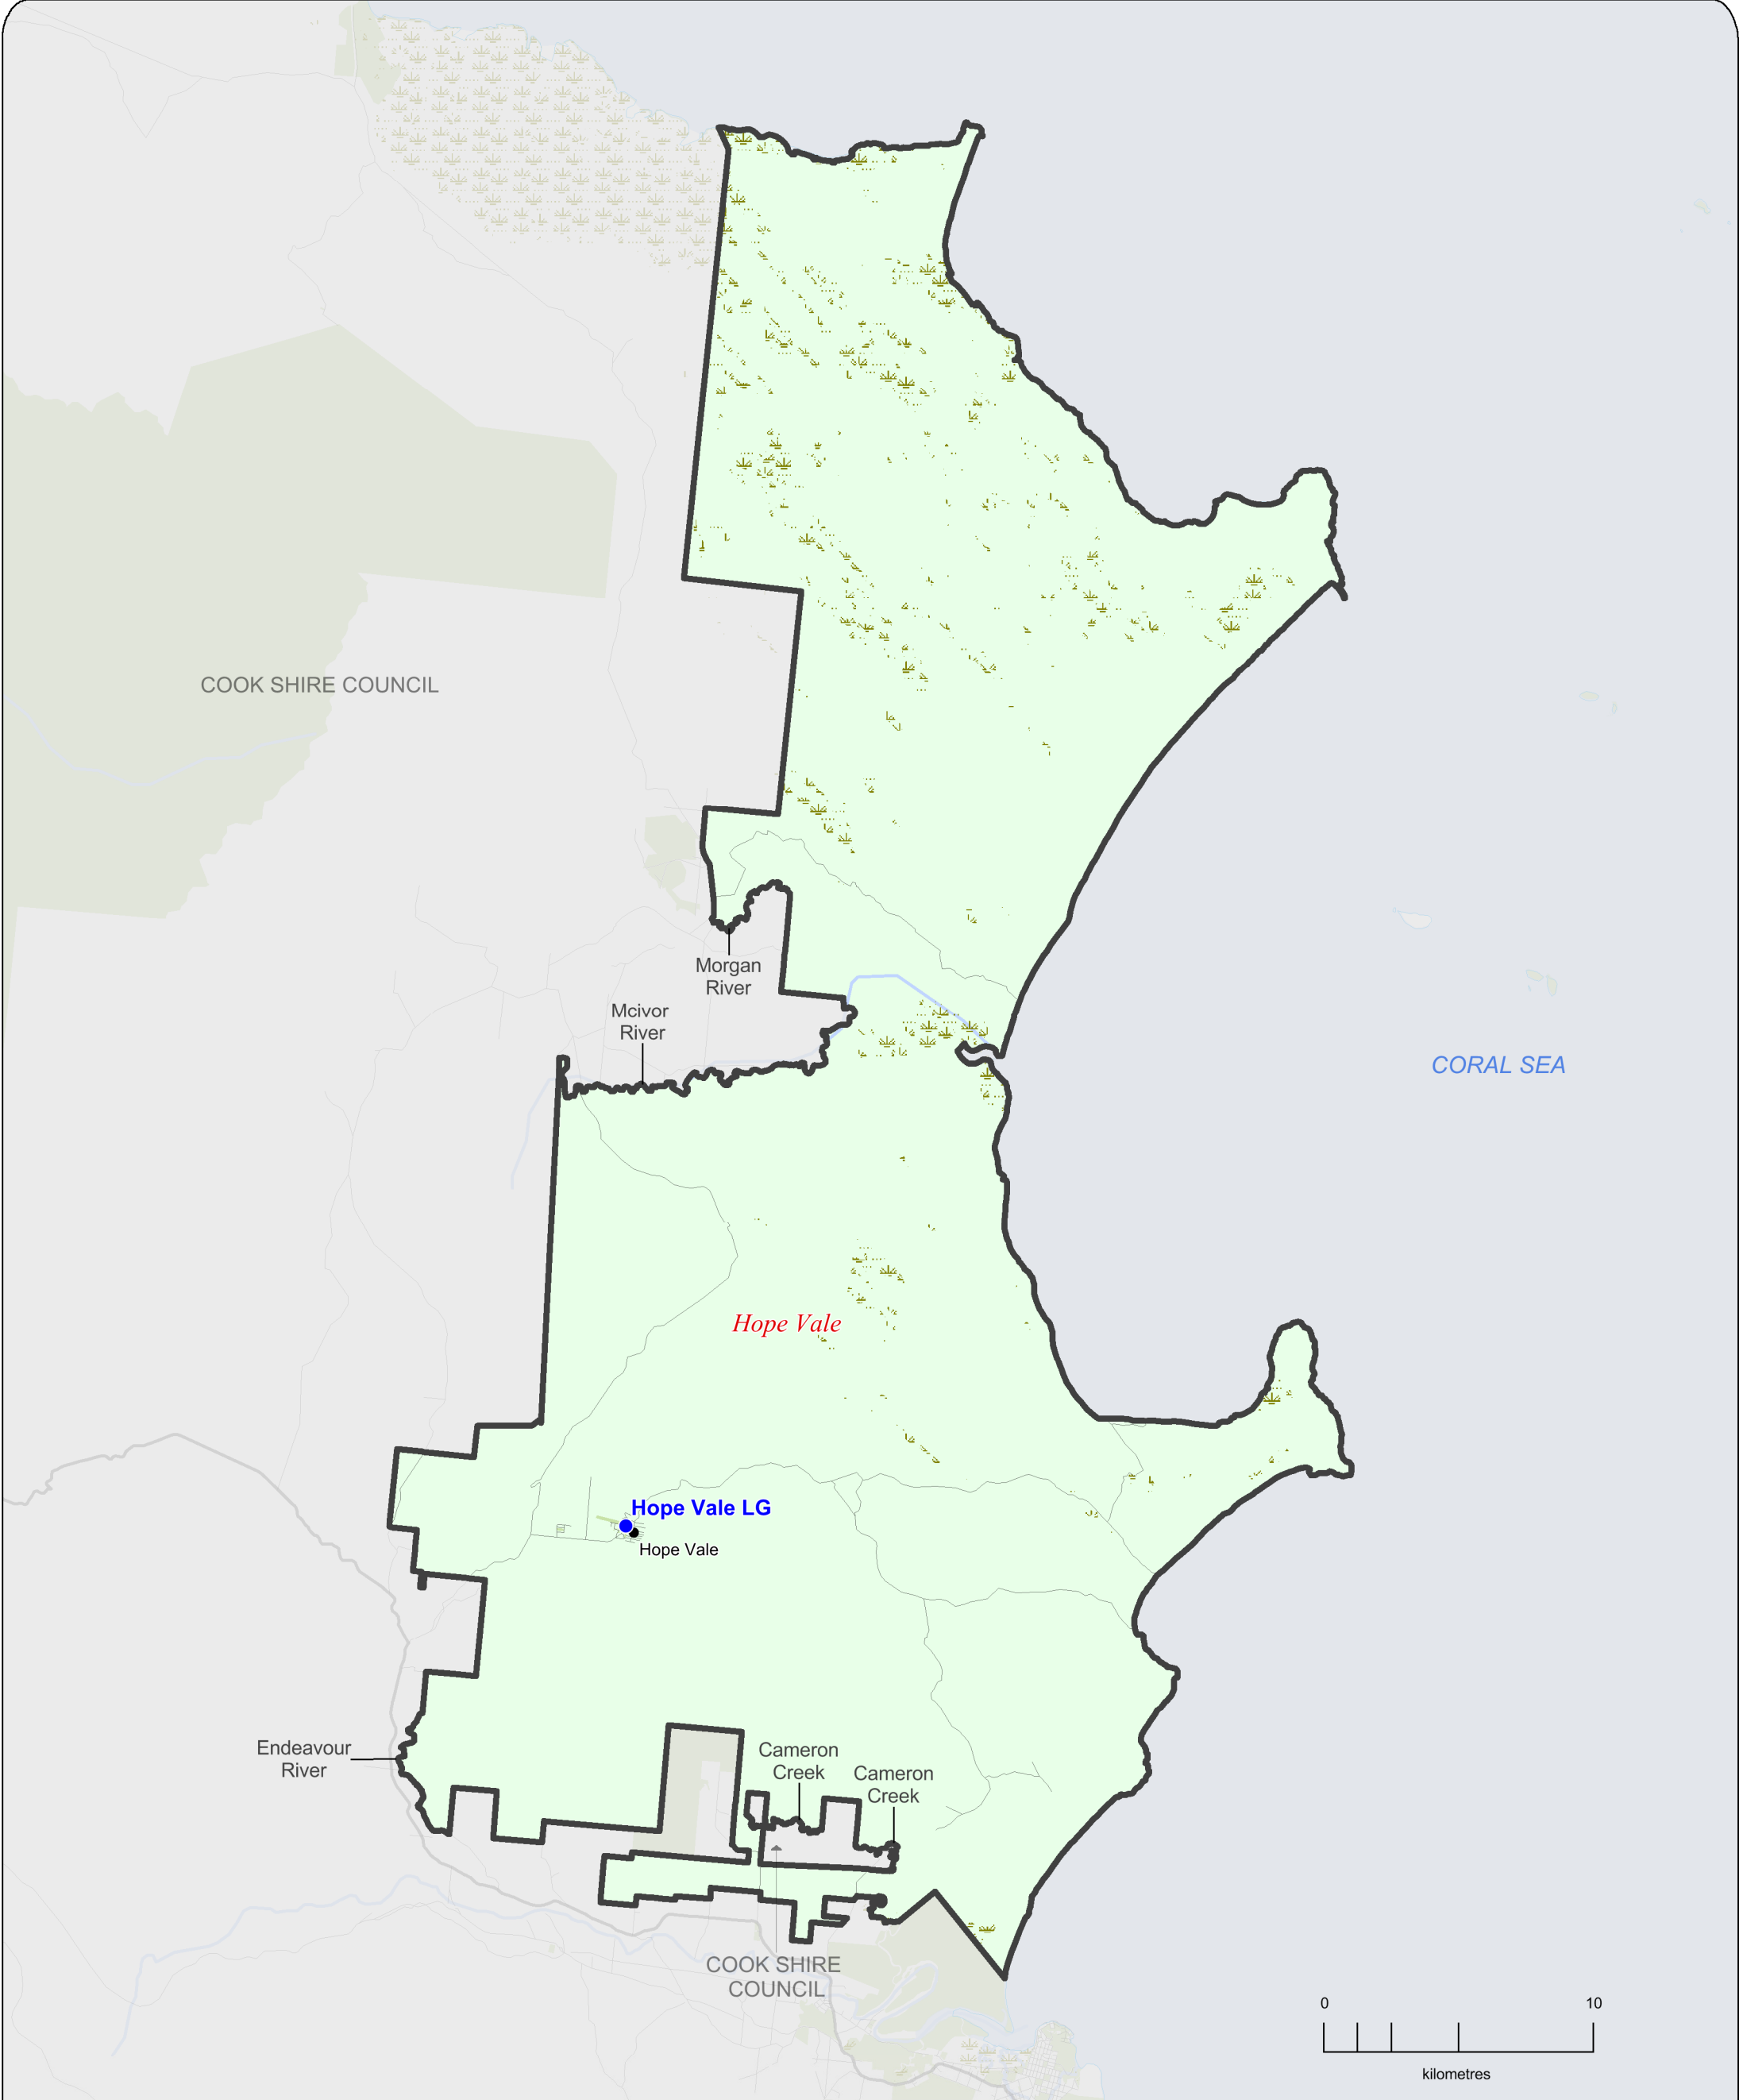 COOK SHIRE COUNCIL
Morgan
River
Mcivor
River
CORAL SEA
Hope Vale
Hope Vale LG
Hope Vale
Endeavour
River
Cameron
Creek
Cameron
Creek
COOK SHIRE
COUNCIL
0 10
kilometres